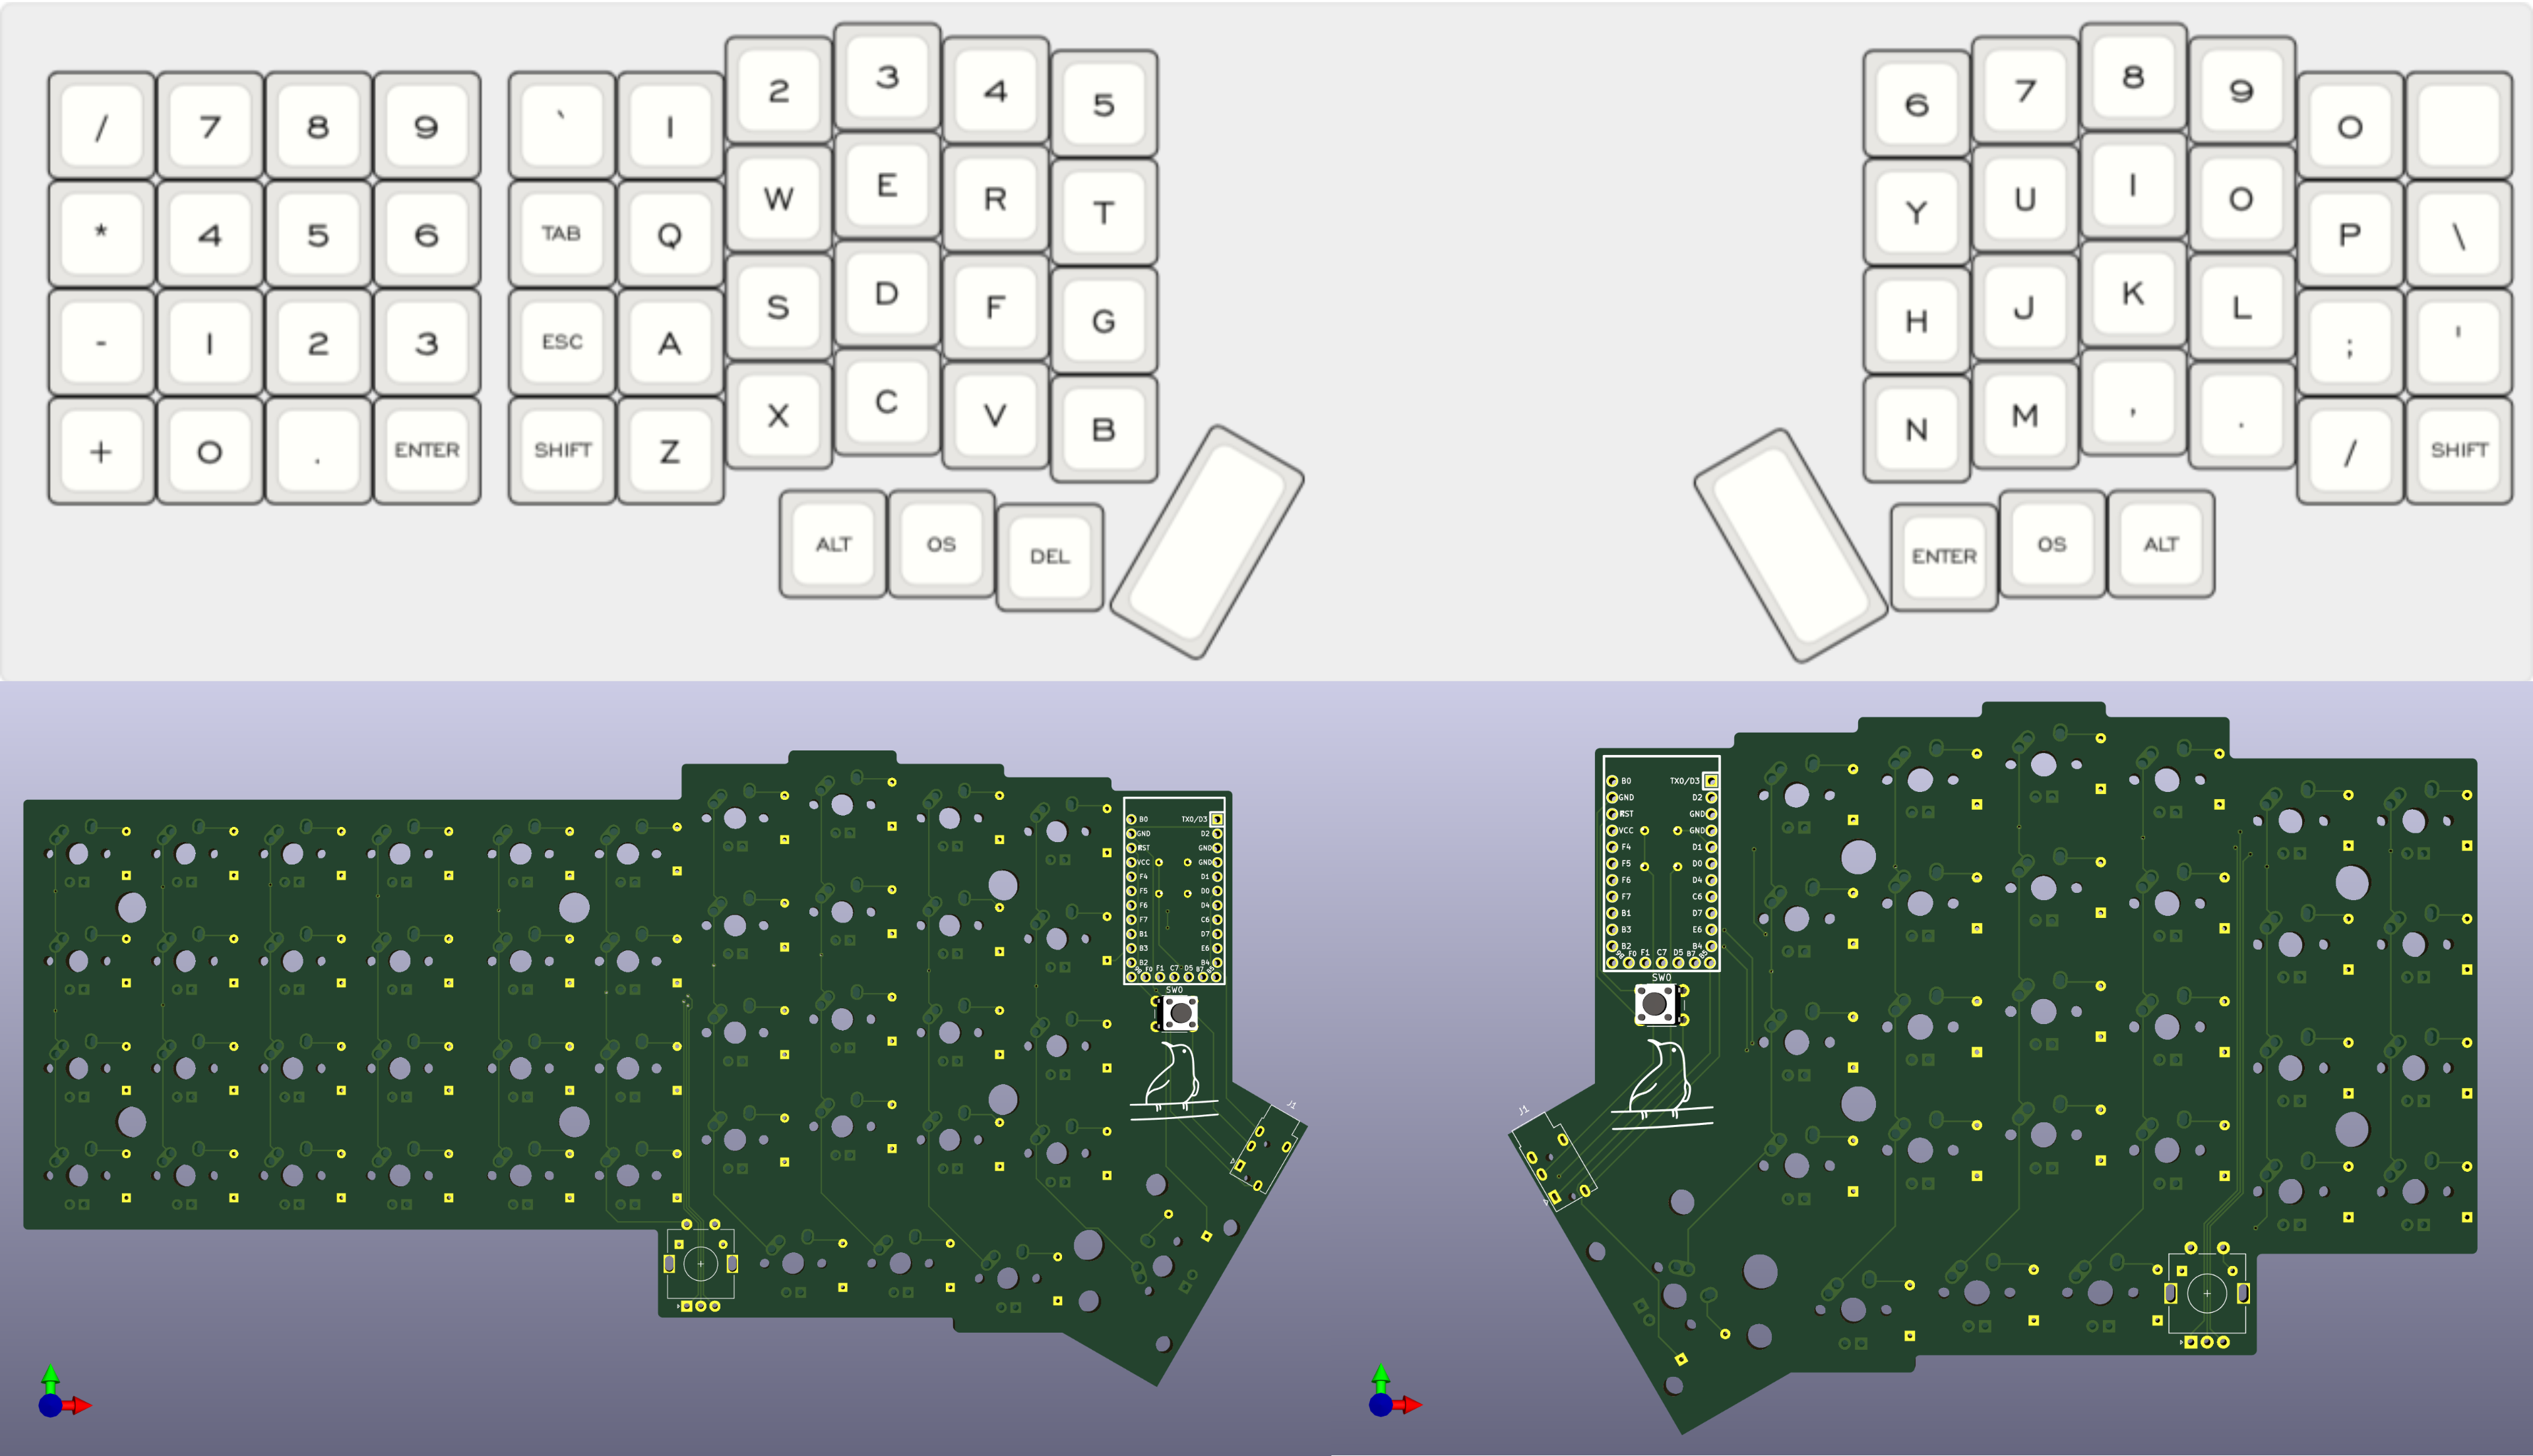 / 7 8 9 ` 1 2 3 4 5 6 7 8 9 0
* 4 5 6 TAB Q W E R T Y U I O P \
- 1 2 3 ESC A S D F G H J K L ; '
+ 0 . ENTER SHIFT Z X C V B N M , . / SHIFT
ALT OS DEL ENTER OS ALT
B0 TX0/D3
GND D2
RST GND
VCC GND
F4 D1
F5 D0
F6 D4
F7 C6
B1 D7
B3 E6
B2 B4
F0 F1 C7 D5 B7
SW0
J1
B0 TX0/D3
GND D2
RST GND
VCC GND
F4 D1
F5 D0
F6 D4
F7 C6
B1 D7
B3 E6
B2 B4
F0 F1 C7 D5 B7
SW0
J1